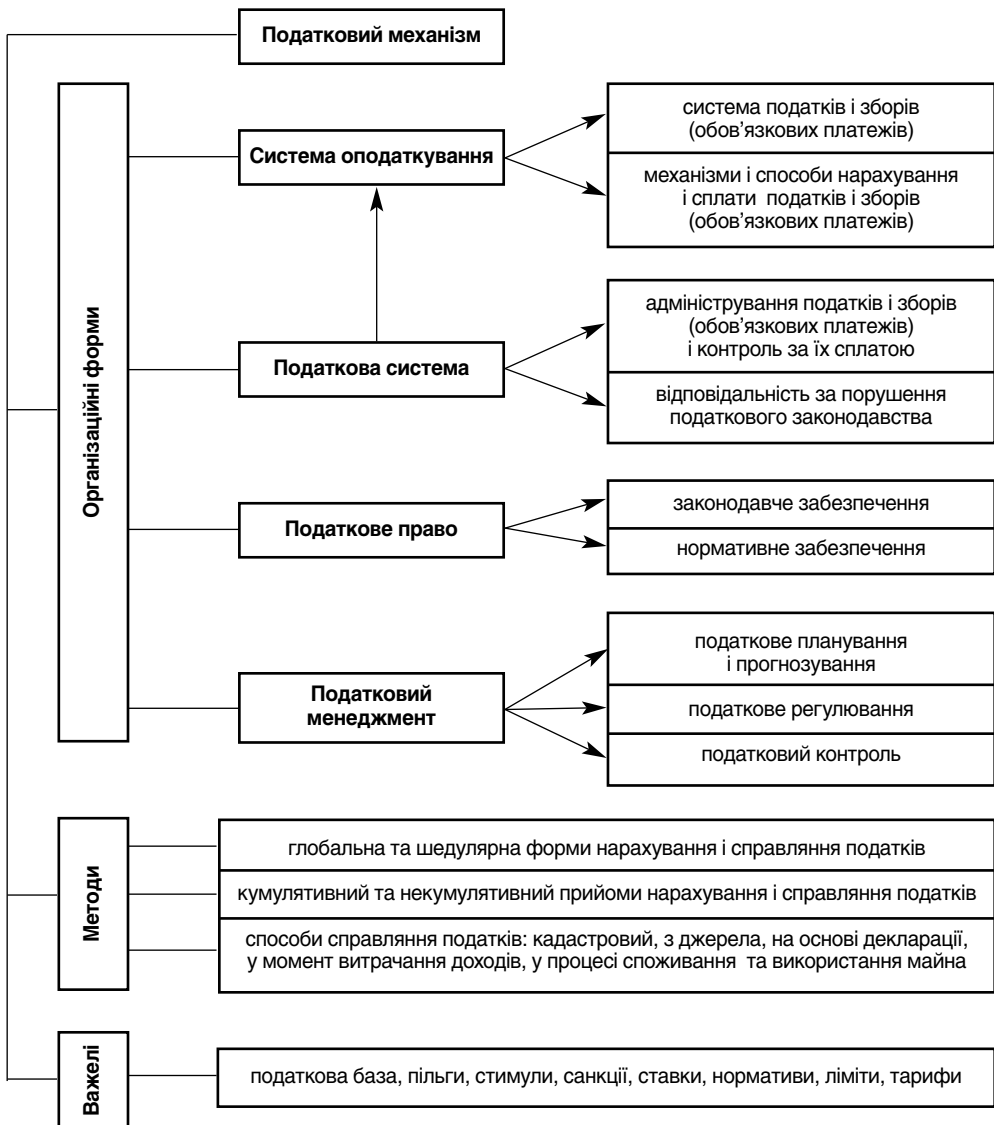 Податковий механізм
Організаційні форми
Система оподаткування
система податків і зборів
(обов’язкових платежів)
механізми і способи нарахування
і сплати податків і зборів
(обов’язкових платежів)
Податкова система
адміністрування податків і зборів
(обов’язкових платежів)
і контроль за їх сплатою
відповідальність за порушення
податкового законодавства
Податкове право
законодавче забезпечення
нормативне забезпечення
Податковий
менеджмент
податкове планування
і прогнозування
податкове регулювання
податковий контроль
Методи
глобальна та шедулярна форми нарахування і справляння податків
кумулятивний та некумулятивний прийоми нарахування і справляння податків
способи справляння податків: кадастровий, з джерела, на основі декларації,
у момент витрачання доходів, у процесі споживання та використання майна
Важелі
податкова база, пільги, стимули, санкції, ставки, нормативи, ліміти, тарифи